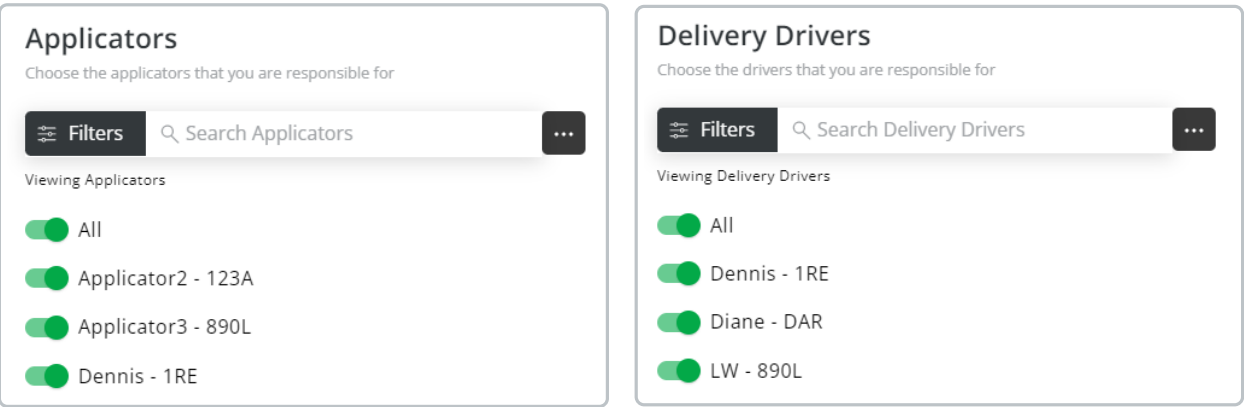 Applicators
Choose the applicators that you are responsible for
Filters
Search Applicators
...
Viewing Applicators
All
Applicator2 - 123A
Applicator3 - 890L
Dennis - 1RE
Delivery Drivers
Choose the drivers that you are responsible for
Filters
Search Delivery Drivers
...
Viewing Delivery Drivers
All
Dennis - 1RE
Diane - DAR
LW - 890L